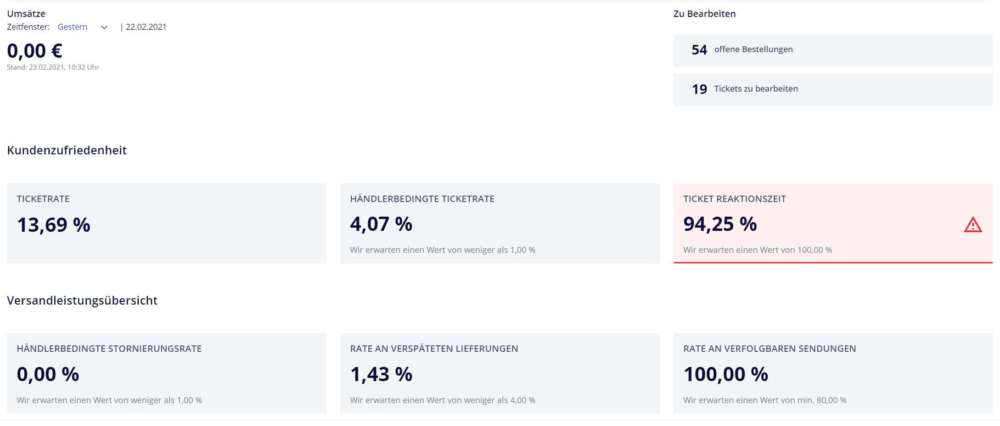 Umsätze
Zeitfenster: Gestern | 22.02.2021
0,00 €
Stand: 23.02.2021, 10:32 Uhr
Zu Bearbeiten
54 offene Bestellungen
19 Tickets zu bearbeiten
Kundenzufriedenheit
TICKETRATE
13,69 %
HÄNDLERBEDINGTE TICKETRATE
4,07 %
Wir erwarten einen Wert von weniger als 1,00 %
TICKET REAKTIONSZEIT
94,25 %
Wir erwarten einen Wert von 100,00 %
Versandleistungsübersicht
HÄNDLERBEDINGTE STORNIERUNGSRATE
0,00 %
Wir erwarten einen Wert von weniger als 1,00 %
RATE AN VERSPÄTETEN LIEFERUNGEN
1,43 %
Wir erwarten einen Wert von weniger als 4,00 %
RATE AN VERFOLGBAREN SENDUNGEN
100,00 %
Wir erwarten einen Wert von min. 80,00 %